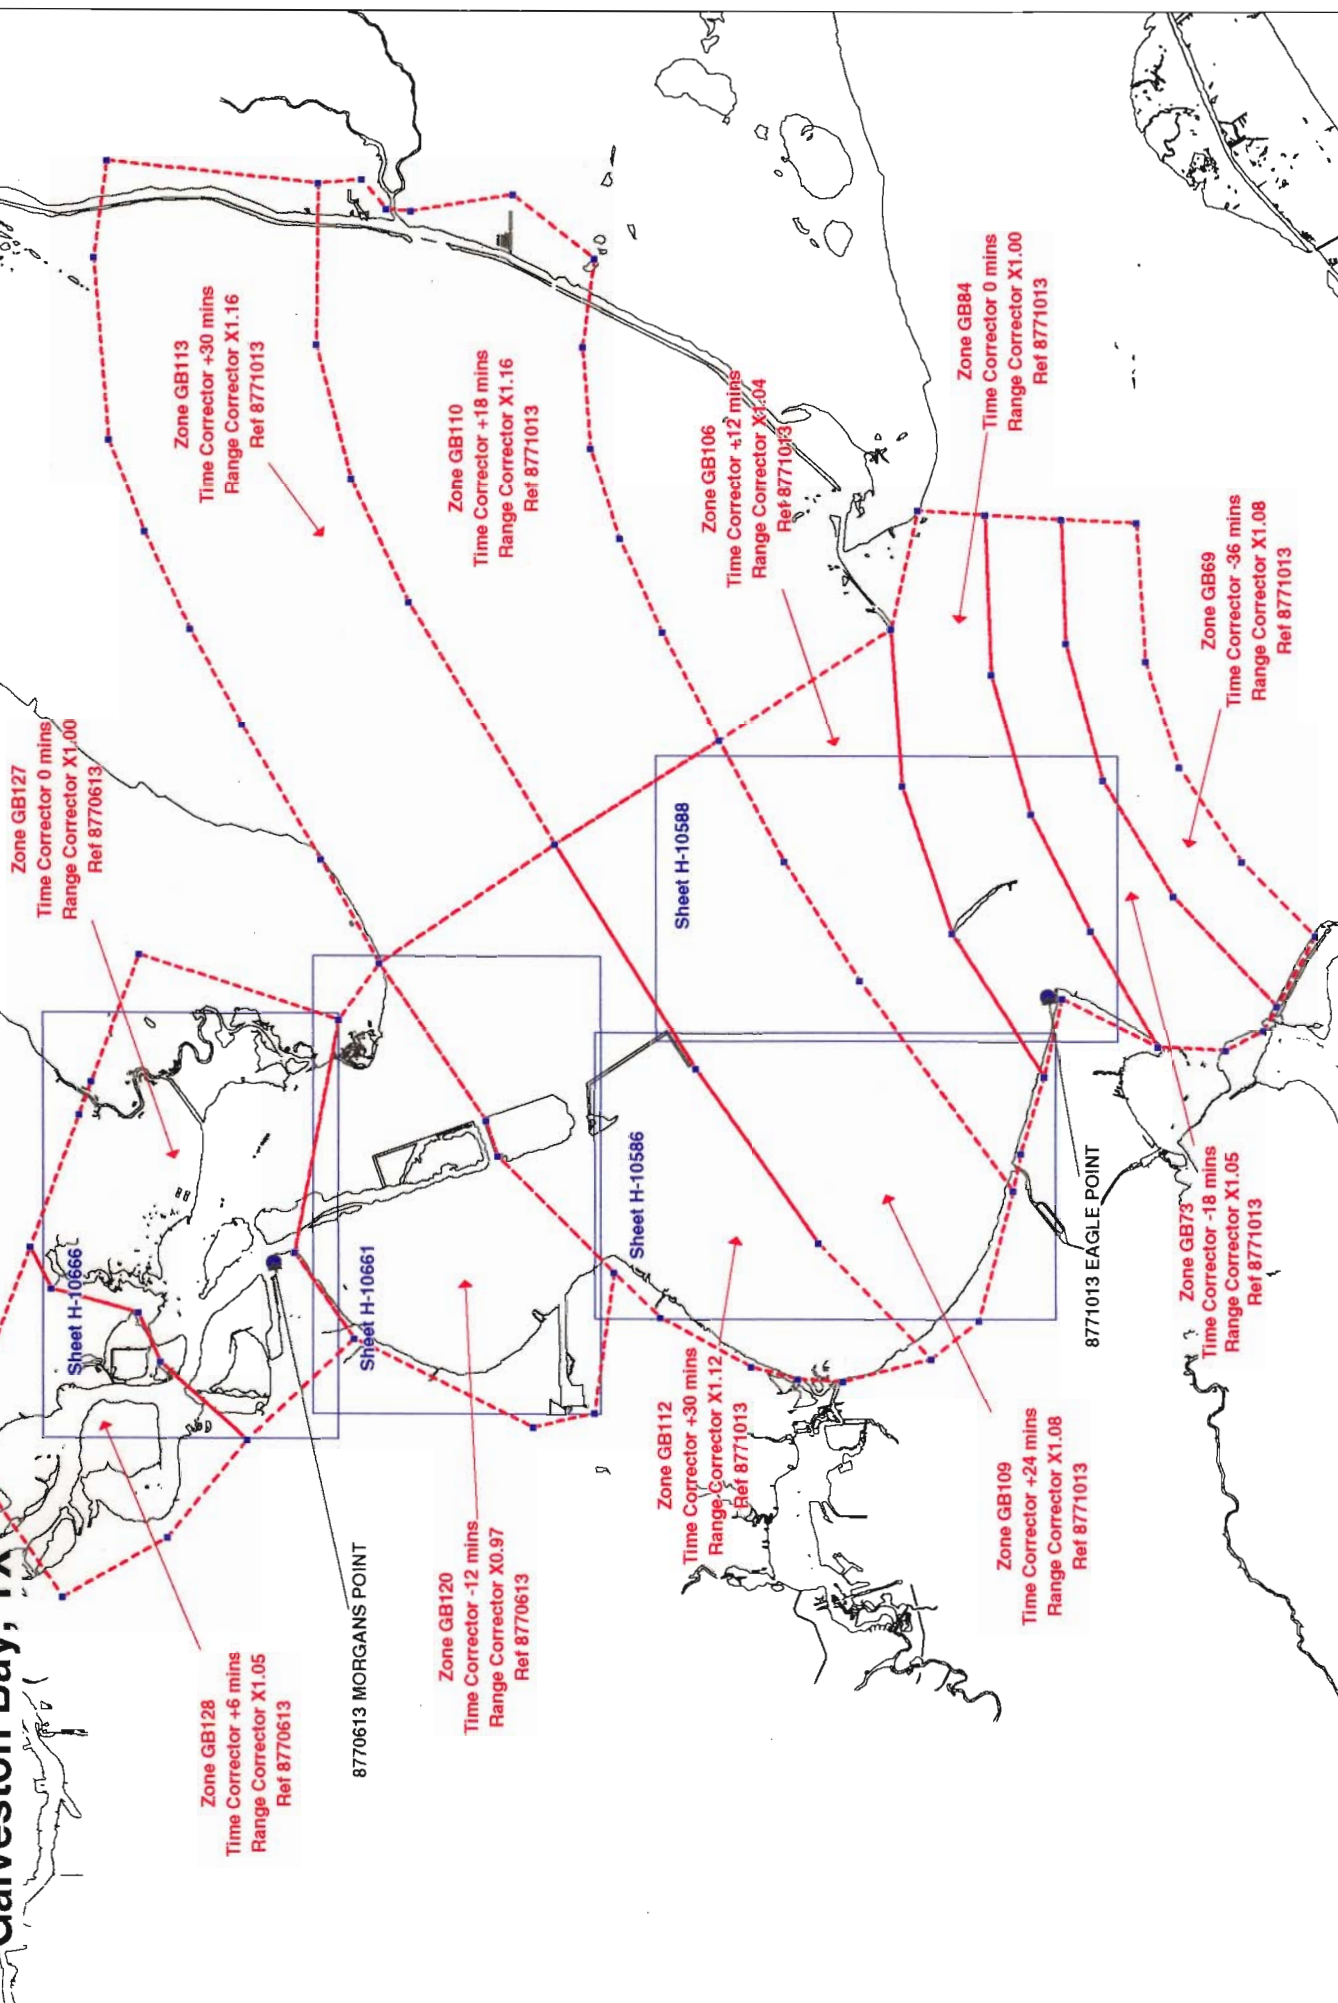 Galveston Bay, TX
Zone GB127
Time Corrector 0 mins
Range Corrector X1.00
Ref 8770613
Zone GB113
Time Corrector +30 mins
Range Corrector X1.16
Ref 8771013
Zone GB110
Time Corrector +18 mins
Range Corrector X1.16
Ref 8771013
Zone GB106
Time Corrector +12 mins
Range Corrector X1.04
Ref 8771013
Zone GB84
Time Corrector 0 mins
Range Corrector X1.00
Ref 8771013
Zone GB69
Time Corrector -36 mins
Range Corrector X1.08
Ref 8771013
Sheet H-10666
Sheet H-10661
Sheet H-10586
Sheet H-10588
Zone GB128
Time Corrector +6 mins
Range Corrector X1.05
Ref 8770613
8770613 MORGANS POINT
Zone GB120
Time Corrector -12 mins
Range Corrector X0.97
Ref 8770613
Zone GB112
Time Corrector +30 mins
Range Corrector X1.12
Ref 8771013
Zone GB109
Time Corrector +24 mins
Range Corrector X1.08
Ref 8771013
8771013 EAGLE POINT
Zone GB73
Time Corrector -18 mins
Range Corrector X1.05
Ref 8771013